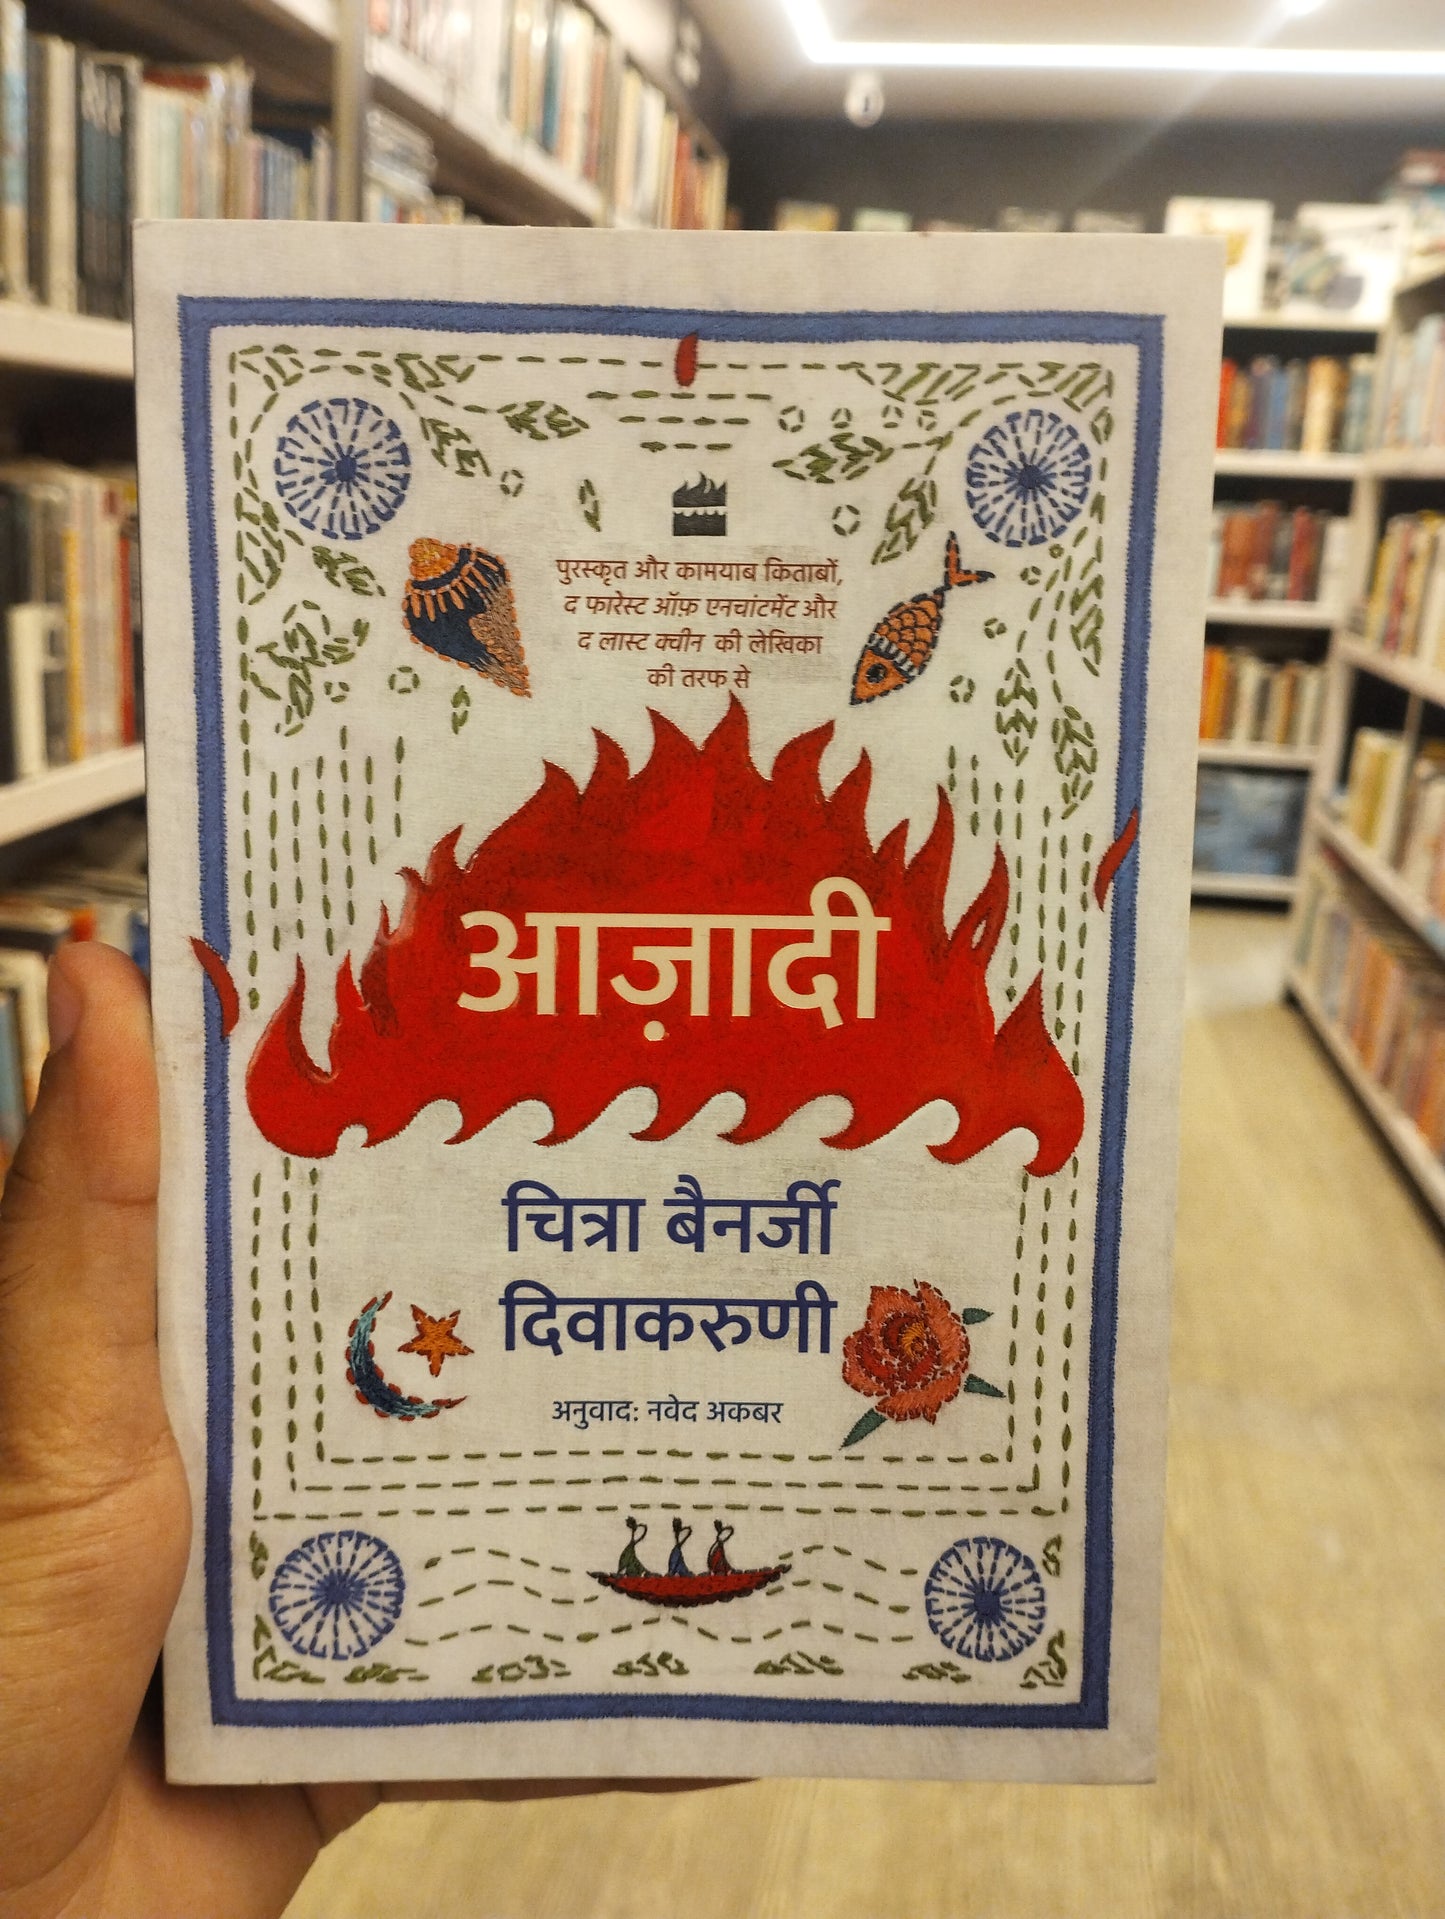 पुरस्कृत और कामयाब किताबों,
द फारेस्ट ऑफ़ एनचांटमेंट और
द लास्ट क्वीन की लेखिका
की तरफ से
आज़ादी
चित्रा बैनर्जी
दिवाकरुणी
अनुवाद: नवेद अकबर